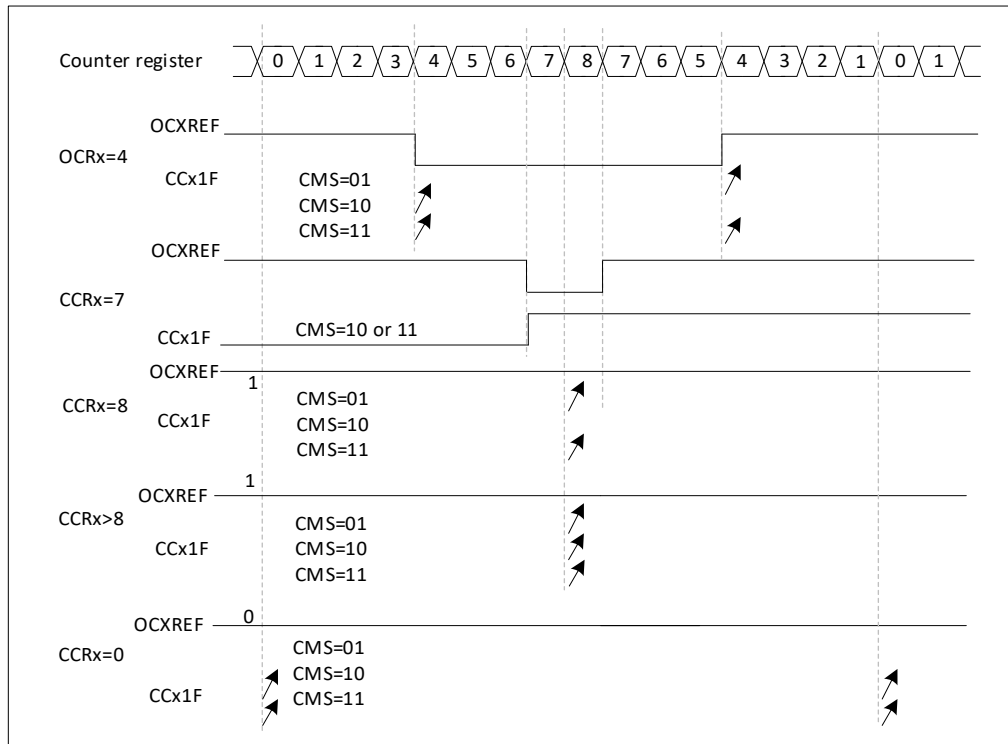 Counter register 0 1 2 3 4 5 6 7 8 7 6 5 4 3 2 1 0 1
OCXREF
OCRx=4
CCx1F CMS=01
CMS=10
CMS=11
OCXREF
CCRx=7
CCx1F CMS=10 or 11
OCXREF 1
CCRx=8
CCx1F CMS=01
CMS=10
CMS=11
OCXREF 1
CCRx>8
CCx1F CMS=01
CMS=10
CMS=11
OCXREF 0
CCRx=0
CCx1F CMS=01
CMS=10
CMS=11